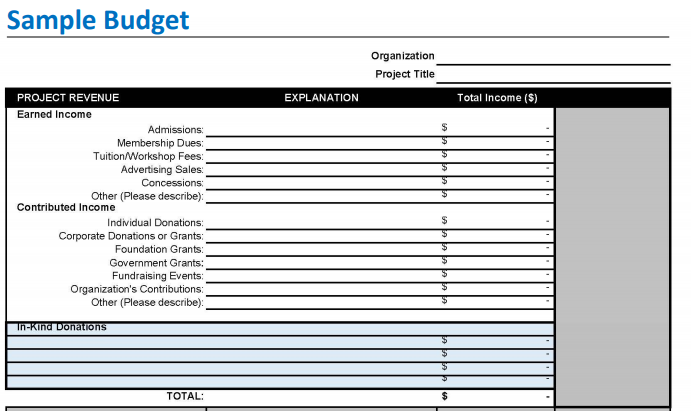 Sample Budget
Organization
Project Title
PROJECT REVENUE EXPLANATION Total Income ($)
Earned Income
Admissions: $ -
Membership Dues: $ -
Tuition/Workshop Fees: $ -
Advertising Sales: $ -
Concessions: $ -
Other (Please describe): $ -
Contributed Income
Individual Donations: $ -
Corporate Donations or Grants: $ -
Foundation Grants: $ -
Government Grants: $ -
Fundraising Events: $ -
Organization's Contributions: $ -
Other (Please describe): $ -
In-Kind Donations
$ -
$ -
$ -
$ -
TOTAL: $ -